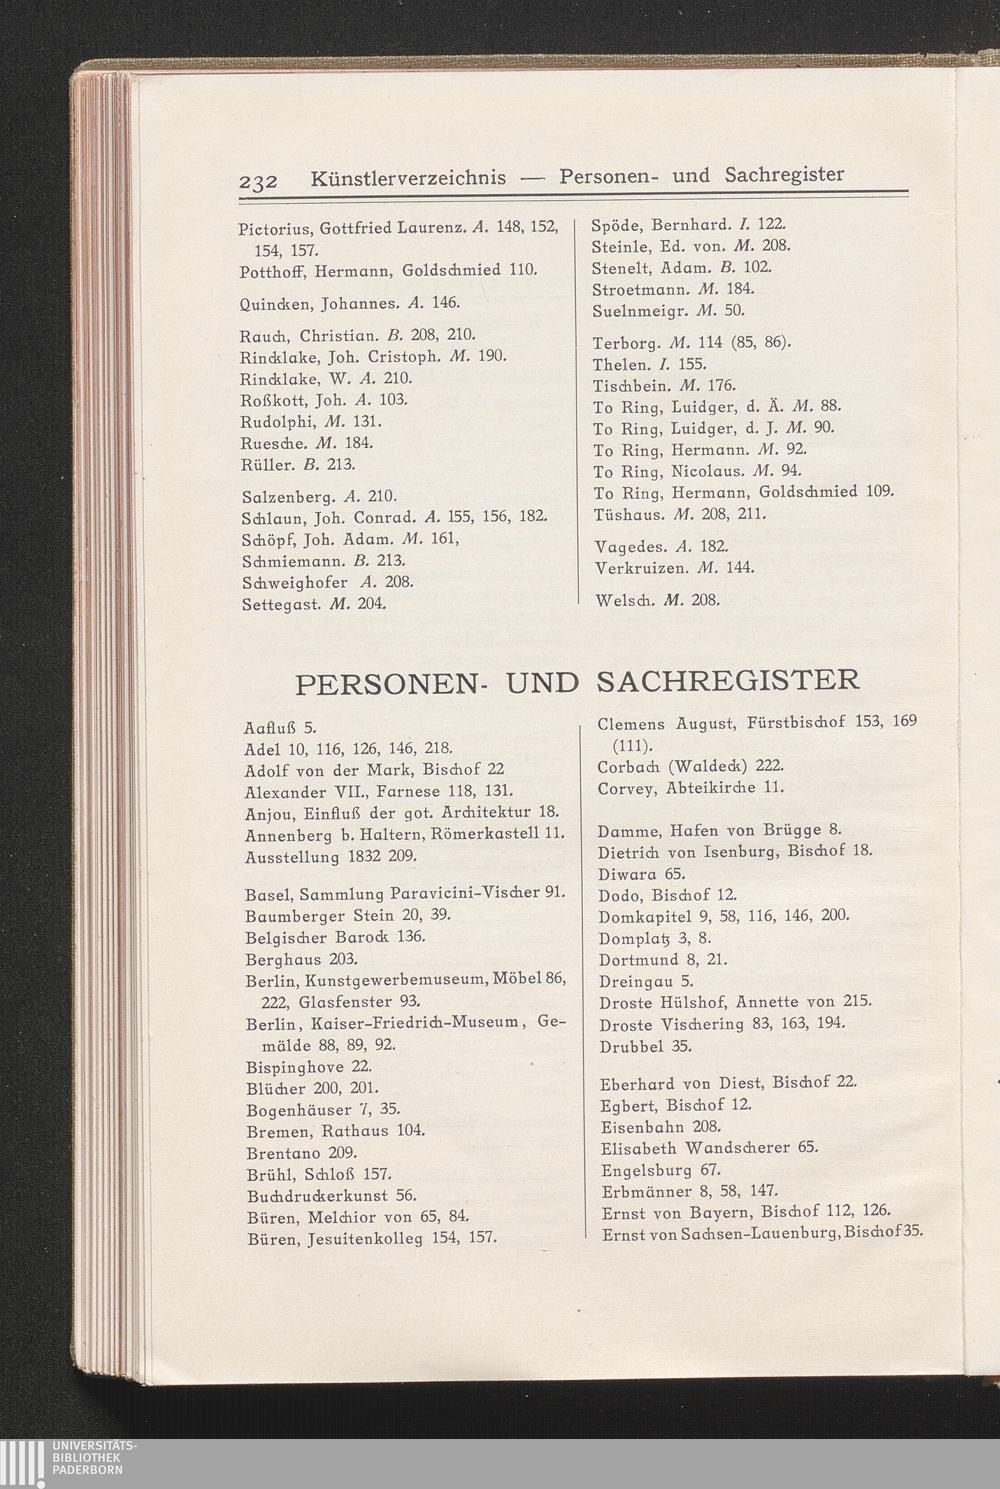 232 Künstlerverzeichnis — Personen- und Sachregister
Pictorius, Gottfried Laurenz. A. 148, 152,
154, 157.
Potthoff, Hermann, Goldschmied 110.
Quincken, Johannes. A. 146.
Rauch, Christian. B. 208, 210.
Rincklake, Joh. Cristoph. M. 190.
Rincklake, W. A. 210.
Roßkott, Joh. A. 103.
Rudolphi, M. 131.
Ruesche. M. 184.
Rüller. B. 213.
Salzenberg. A. 210.
Schlaun, Joh. Conrad. A. 155, 156, 182.
Schöpf, Joh. Adam. M. 161,
Schmiemann. B. 213.
Schweighofer A. 208.
Settegast. M. 204.
Spöde, Bernhard. I. 122.
Steinle, Ed. von. M. 208.
Stenelt, Adam. B. 102.
Stroetmann. M. 184.
Suelnmeigr. M. 50.
Terborg. M. 114 (85, 86).
Thelen. I. 155.
Tischbein. M. 176.
To Ring, Luidger, d. Ä. M. 88.
To Ring, Luidger, d. J. M. 90.
To Ring, Hermann. M. 92.
To Ring, Nicolaus. M. 94.
To Ring, Hermann, Goldschmied 109.
Tüshaus. M. 208, 211.
Vagedes. A. 182.
Verkruizen. M. 144.
Welsch. M. 208.
PERSONEN- UND SACHREGISTER
Aafluß 5.
Adel 10, 116, 126, 146, 218.
Adolf von der Mark, Bischof 22
Alexander VII., Farnese 118, 131.
Anjou, Einfluß der got. Architektur 18.
Annenberg b. Haltern, Römerkastell 11.
Ausstellung 1832 209.
Basel, Sammlung Paravicini-Vischer 91.
Baumberger Stein 20, 39.
Belgischer Barock 136.
Berghaus 203.
Berlin, Kunstgewerbemuseum, Möbel 86,
222, Glasfenster 93.
Berlin, Kaiser-Friedrich-Museum, Ge-
mälde 88, 89, 92.
Bispinghove 22.
Blücher 200, 201.
Bogenhäuser 7, 35.
Bremen, Rathaus 104.
Brentano 209.
Brühl, Schloß 157.
Buchdruckerkunst 56.
Büren, Melchior von 65, 84.
Büren, Jesuitenkolleg 154, 157.
Clemens August, Fürstbischof 153, 169
(111).
Corbach (Waldeck) 222.
Corvey, Abteikirche 11.
Damme, Hafen von Brügge 8.
Dietrich von Isenburg, Bischof 18.
Diwara 65.
Dodo, Bischof 12.
Domkapitel 9, 58, 116, 146, 200.
Domplatz 3, 8.
Dortmund 8, 21.
Dreingau 5.
Droste Hülshof, Annette von 215.
Droste Vischering 83, 163, 194.
Drubbel 35.
Eberhard von Diest, Bischof 22.
Egbert, Bischof 12.
Eisenbahn 208.
Elisabeth Wandscherer 65.
Engelsburg 67.
Erbmänner 8, 58, 147.
Ernst von Bayern, Bischof 112, 126.
Ernst von Sachsen-Lauenburg, Bischof 35.
UNIVERSITÄTS-
BIBLIOTHEK
PADERBORN